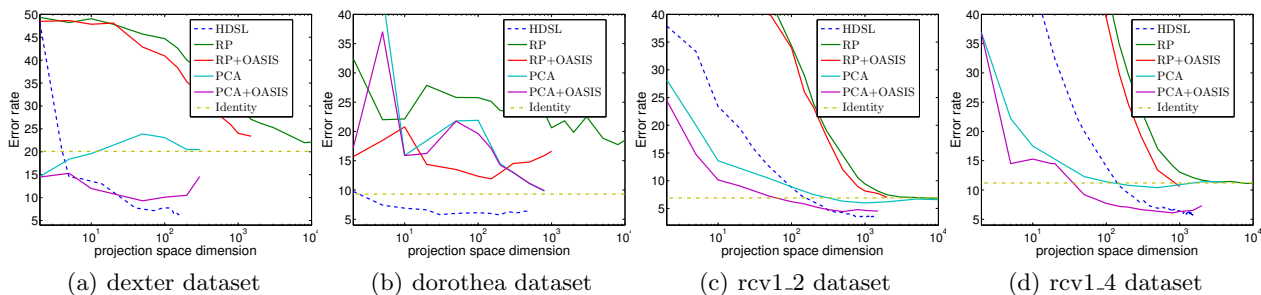 Error rate
50
45
40
35
30
25
20
15
10
5
10^1
10^2
10^3
10^4
projection space dimension
HDSL
RP
RP+OASIS
PCA
PCA+OASIS
Identity
(a) dexter dataset
Error rate
40
35
30
25
20
15
10
5
10^1
10^2
10^3
10^4
projection space dimension
HDSL
RP
RP+OASIS
PCA
PCA+OASIS
Identity
(b) dorothea dataset
Error rate
40
35
30
25
20
15
10
5
10^1
10^2
10^3
10^4
projection space dimension
HDSL
RP
RP+OASIS
PCA
PCA+OASIS
Identity
(c) rcv1_2 dataset
Error rate
40
35
30
25
20
15
10
5
10^1
10^2
10^3
10^4
projection space dimension
HDSL
RP
RP+OASIS
PCA
PCA+OASIS
Identity
(d) rcv1_4 dataset